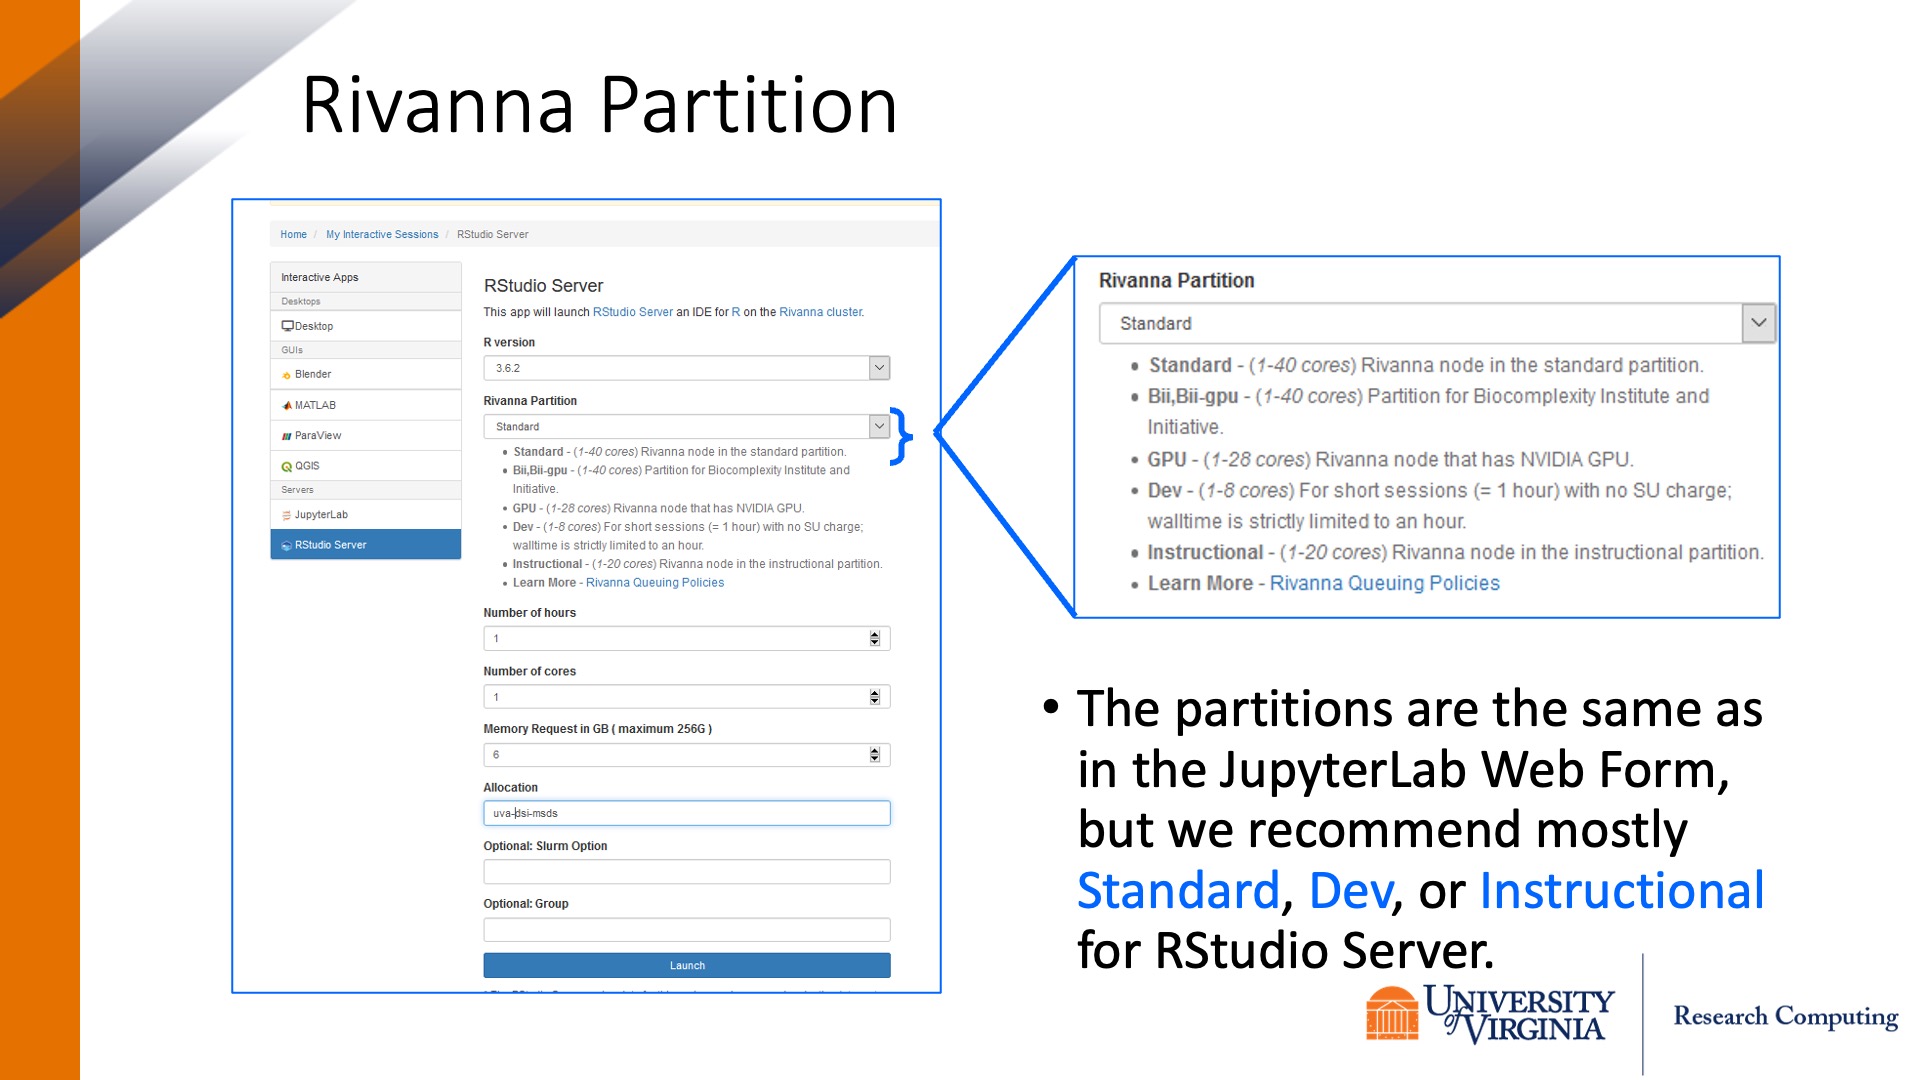 Rivanna Partition
Home / My Interactive Sessions / RStudio Server
Interactive Apps
Desktops
Desktop
GUIs
Blender
MATLAB
ParaView
QGIS
Servers
JupyterLab
RStudio Server
RStudio Server
This app will launch RStudio Server an IDE for R on the Rivanna cluster.
R version
3.6.2
Rivanna Partition
Standard
• Standard - (1-40 cores) Rivanna node in the standard partition.
• Bii,Bii-gpu - (1-40 cores) Partition for Biocomplexity Institute and
Initiative.
• GPU - (1-28 cores) Rivanna node that has NVIDIA GPU.
• Dev - (1-8 cores) For short sessions (= 1 hour) with no SU charge;
walltime is strictly limited to an hour.
• Instructional - (1-20 cores) Rivanna node in the instructional partition.
• Learn More - Rivanna Queuing Policies
Number of hours
1
Number of cores
1
Memory Request in GB ( maximum 256G )
6
Allocation
uva-dsi-msds
Optional: Slurm Option
Optional: Group
Launch
}
Rivanna Partition
Standard
• Standard - (1-40 cores) Rivanna node in the standard partition.
• Bii,Bii-gpu - (1-40 cores) Partition for Biocomplexity Institute and
Initiative.
• GPU - (1-28 cores) Rivanna node that has NVIDIA GPU.
• Dev - (1-8 cores) For short sessions (= 1 hour) with no SU charge;
walltime is strictly limited to an hour.
• Instructional - (1-20 cores) Rivanna node in the instructional partition.
• Learn More - Rivanna Queuing Policies
• The partitions are the same as
in the JupyterLab Web Form,
but we recommend mostly
Standard, Dev, or Instructional
for RStudio Server.
UNIVERSITY
of VIRGINIA
Research Computing